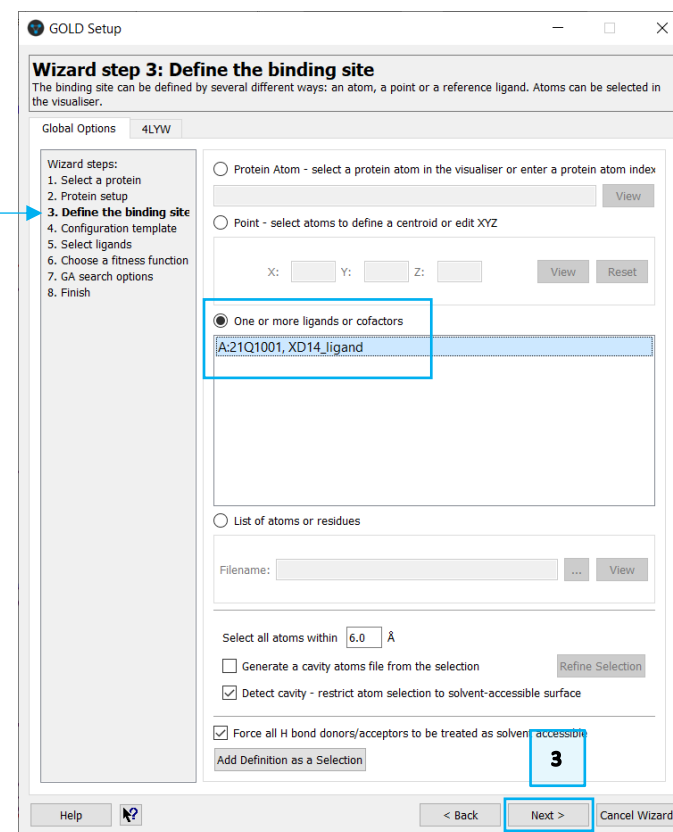 GOLD Setup
Wizard step 3: Define the binding site
The binding site can be defined by several different ways: an atom, a point or a reference ligand. Atoms can be selected in
the visualiser.
Global Options
4LYW
Wizard steps:
1. Select a protein
2. Protein setup
3. Define the binding site
4. Configuration template
5. Select ligands
6. Choose a fitness function
7. GA search options
8. Finish
Protein Atom - select a protein atom in the visualiser or enter a protein atom index
View
Point - select atoms to define a centroid or edit XYZ
X: Y: Z: View Reset
One or more ligands or cofactors
A:21Q1001, XD14_ligand
List of atoms or residues
Filename: ... View
Select all atoms within 6.0 Å
Generate a cavity atoms file from the selection Refine Selection
Detect cavity - restrict atom selection to solvent-accessible surface
Force all H bond donors/acceptors to be treated as solvent accessible
Add Definition as a Selection
3
Help ? < Back Next > Cancel Wizard